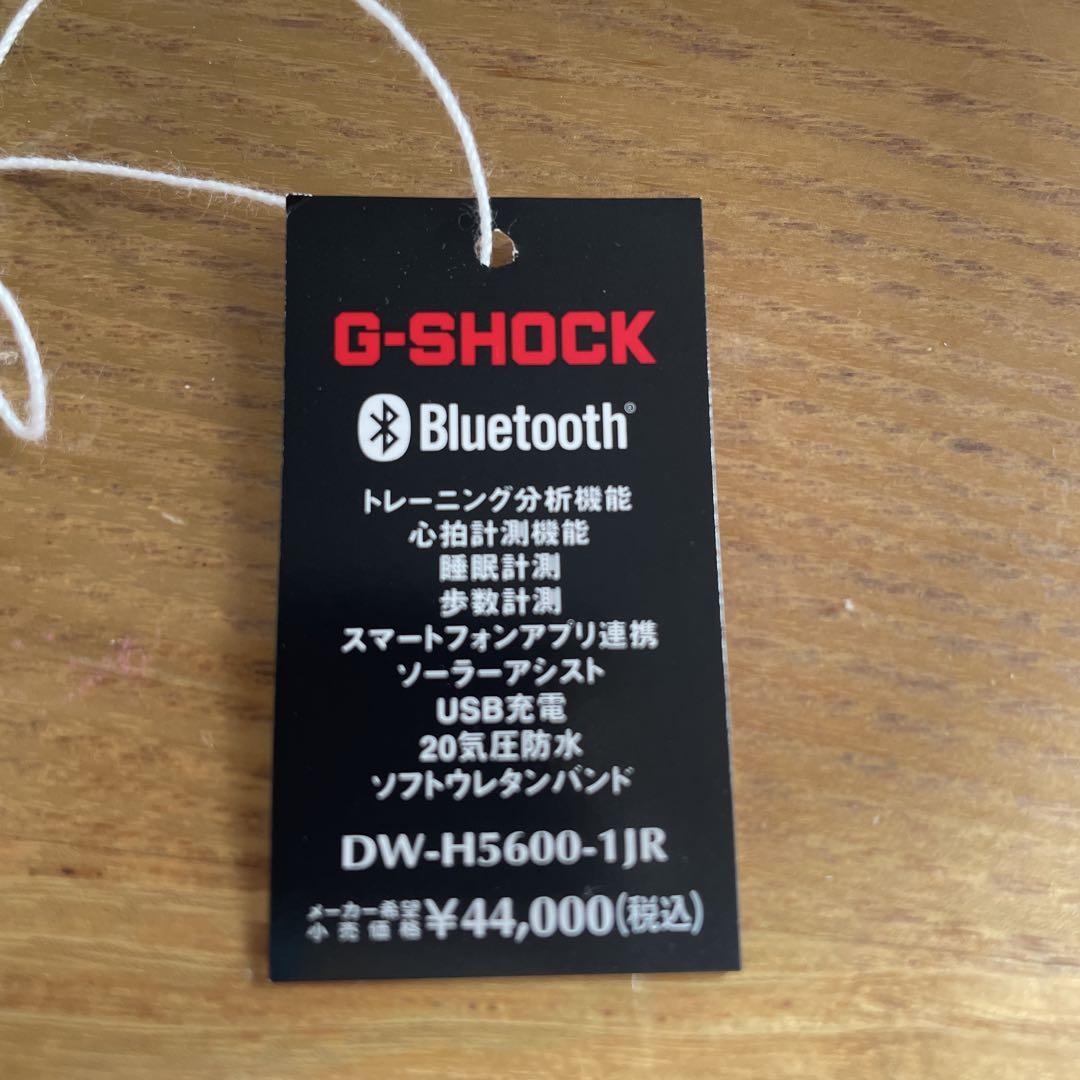 G-SHOCK
Bluetooth®
トレーニング分析機能
心拍計測機能
睡眠計測
歩数計測
スマートフォンアプリ連携
ソーラーアシスト
USB充電
20気圧防水
ソフトウレタンバンド
DW-H5600-1JR
メーカー希望
小売価格 ¥44,000(税込)